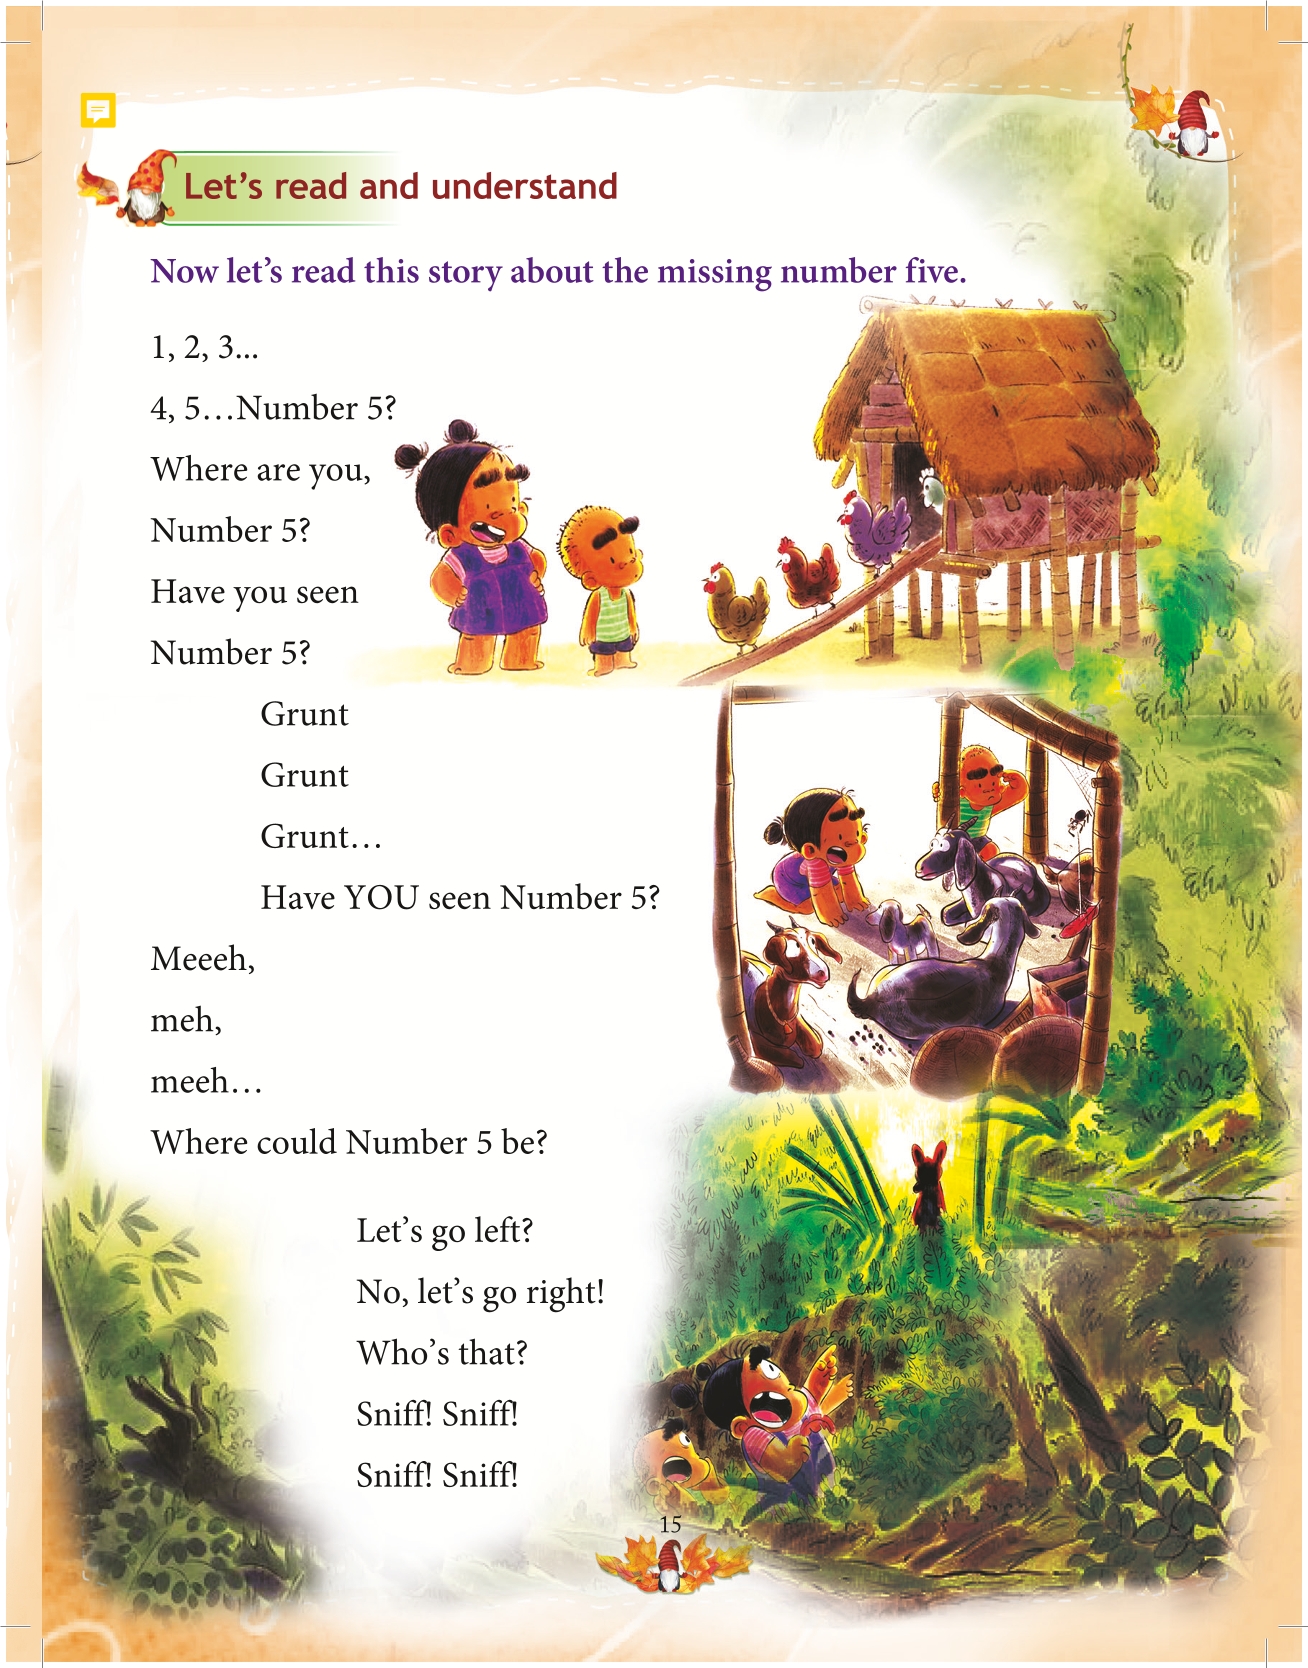 Let's read and understand
Now let's read this story about the missing number five.
1, 2, 3...
4, 5…Number 5?
Where are you,
Number 5?
Have you seen
Number 5?
Grunt
Grunt
Grunt…
Have YOU seen Number 5?
Meeeh,
meh,
meeh…
Where could Number 5 be?
Let's go left?
No, let's go right!
Who's that?
Sniff! Sniff!
Sniff! Sniff!
15